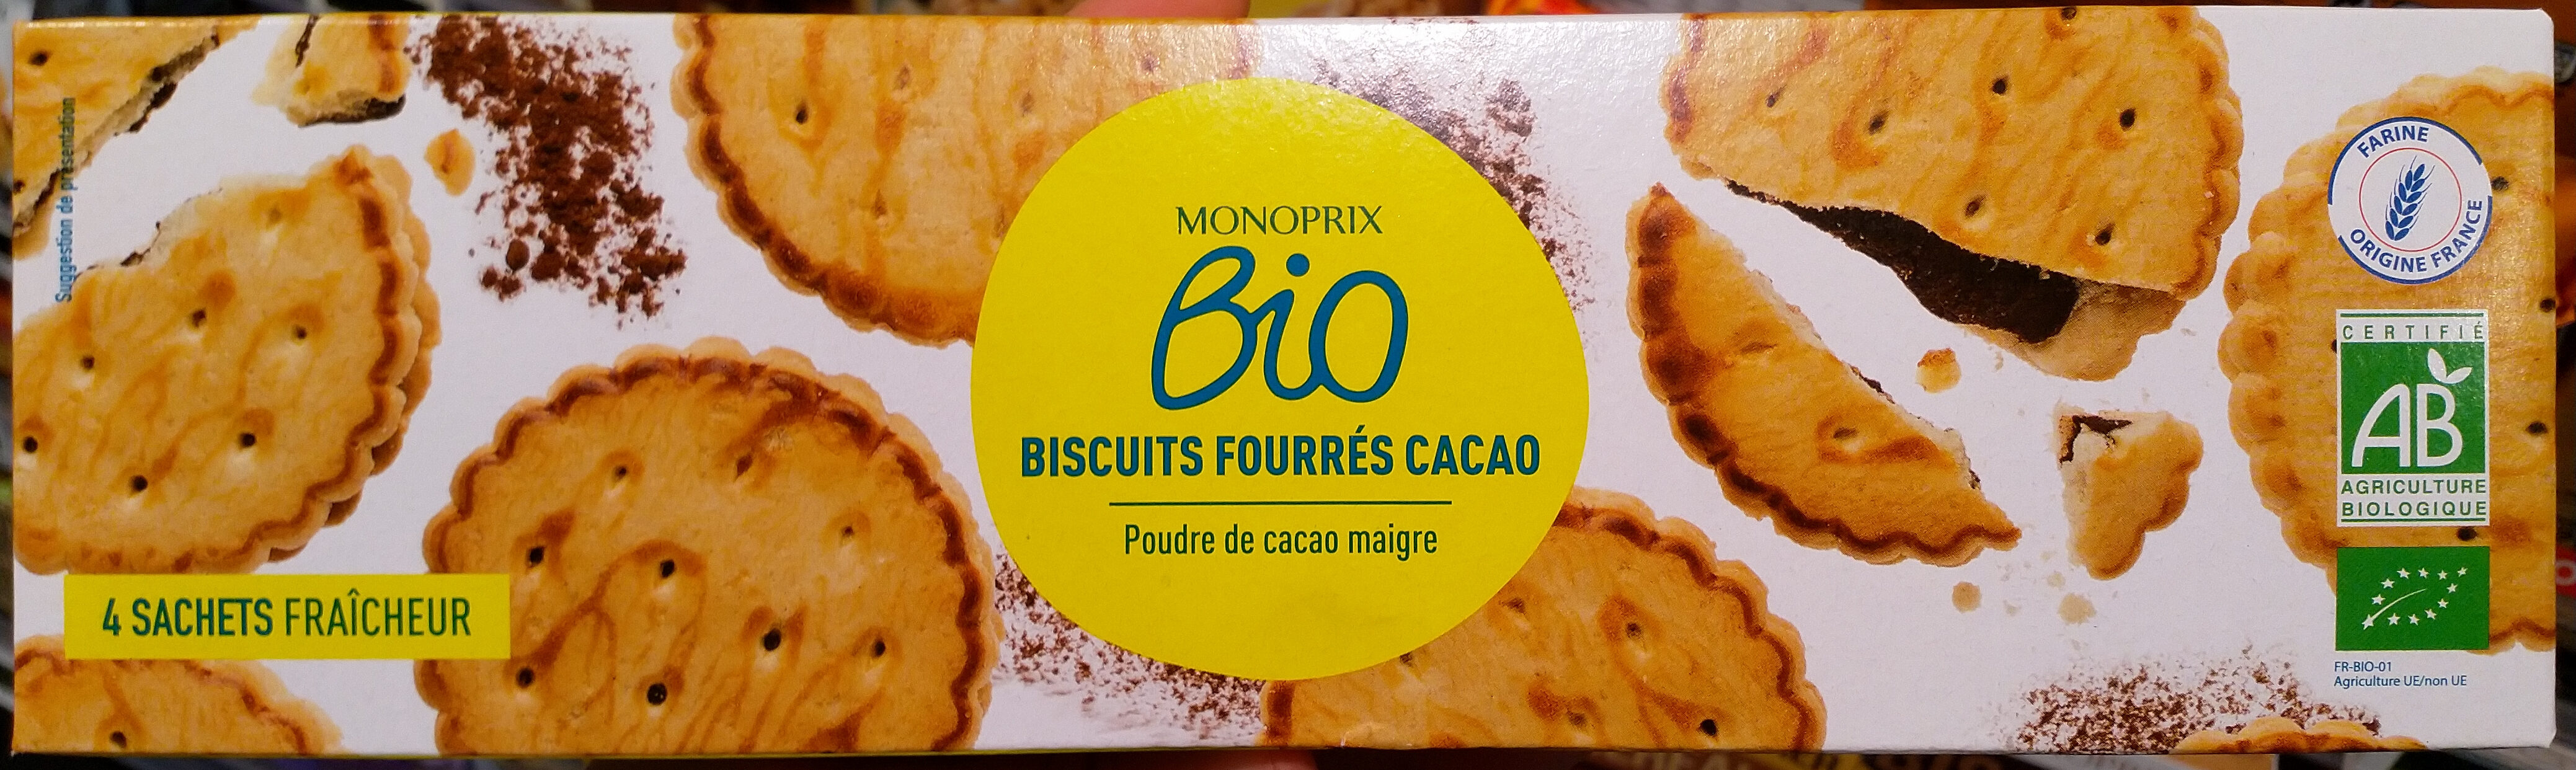 Suggestion de présentation
MONOPRIX
Bio
BISCUITS FOURRÉS CACAO
Poudre de cacao maigre
4 SACHETS FRAÎCHEUR
FARINE
ORIGINE FRANCE
CERTIFIÉ
AB
AGRICULTURE
BIOLOGIQUE
FR-BIO-01
Agriculture UE/non UE